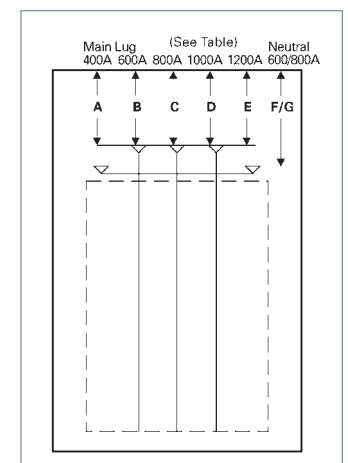 (See Table)
Main Lug Neutral
400A 600A 800A 1000A 1200A 600/800A
A B C D E F/G